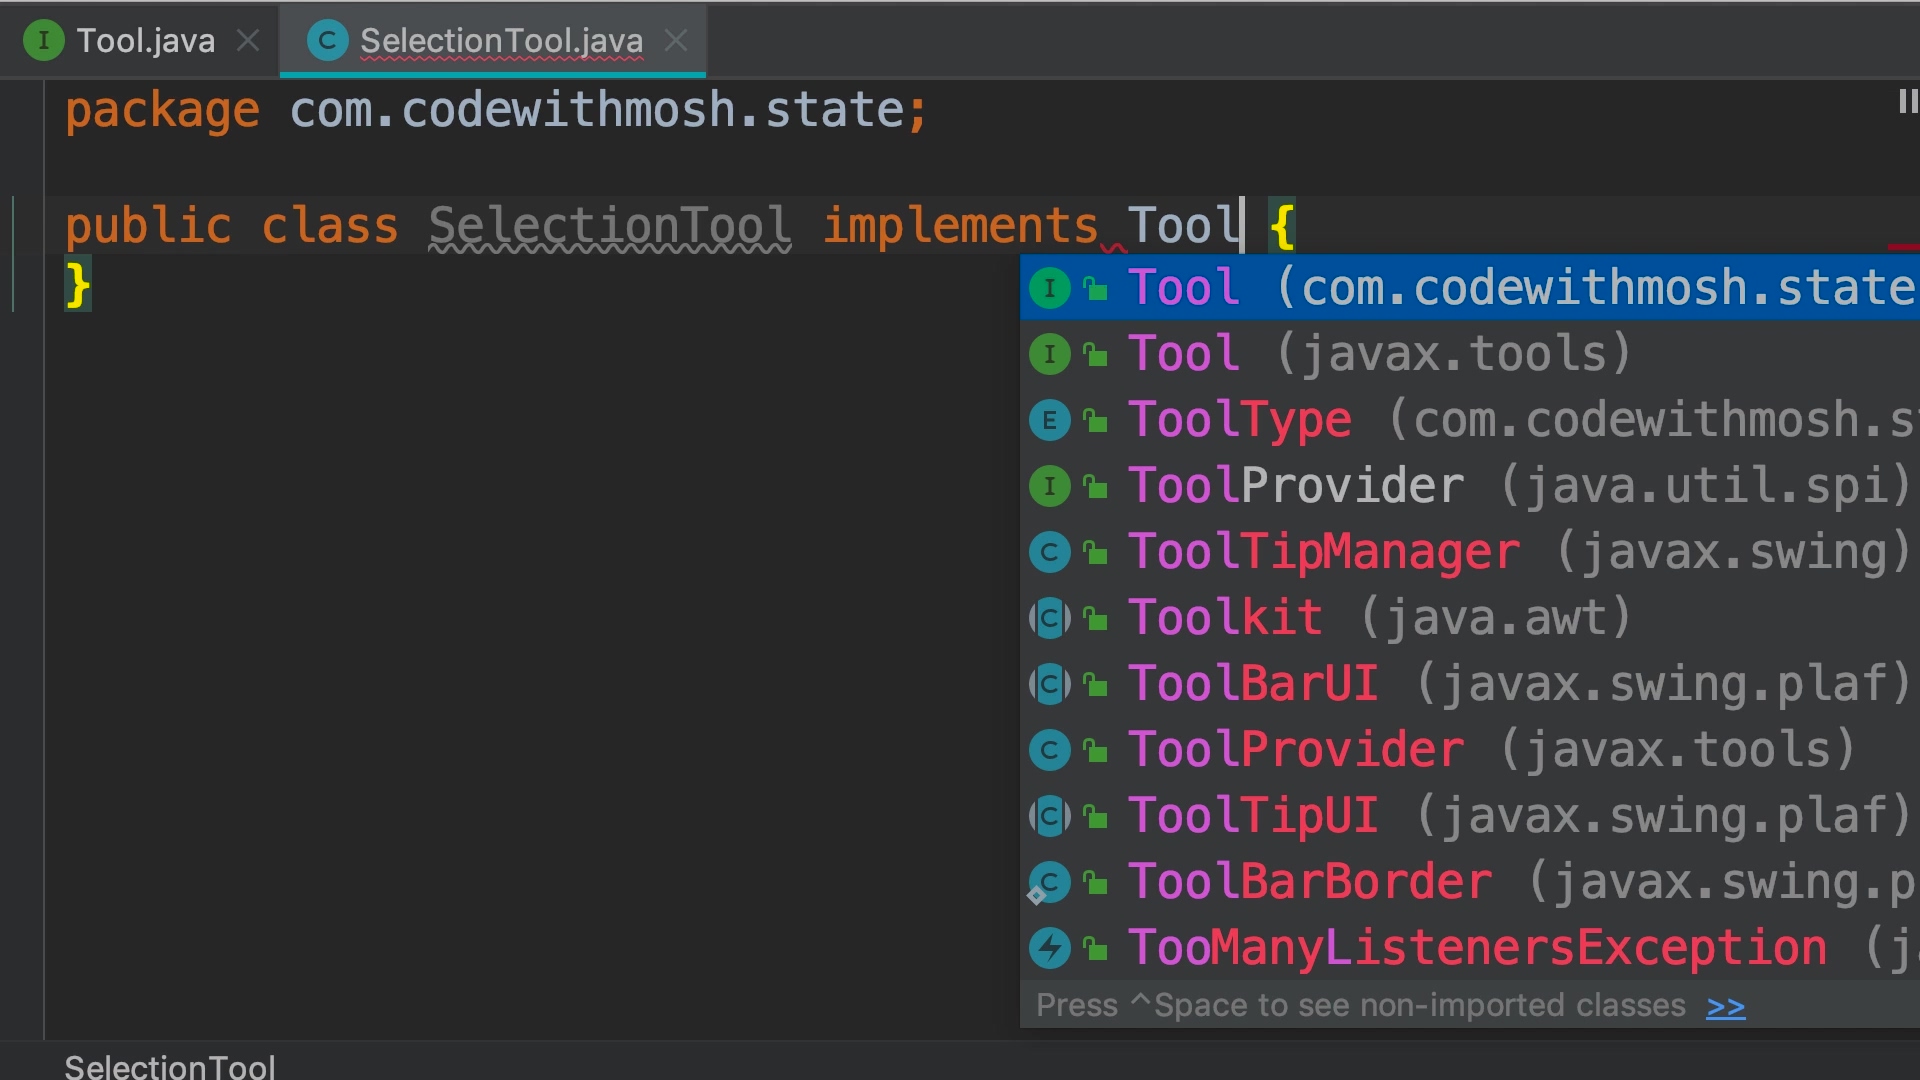 I Tool.java C SelectionTool.java
package com.codewithmosh.state;
public class SelectionTool implements Tool {
}
I Tool (com.codewithmosh.state
I Tool (javax.tools)
E ToolType (com.codewithmosh.s
I ToolProvider (java.util.spi)
C ToolTipManager (javax.swing)
C Toolkit (java.awt)
C ToolBarUI (javax.swing.plaf)
C ToolProvider (javax.tools)
C ToolTipUI (javax.swing.plaf)
C ToolBarBorder (javax.swing.p
TooManyListenersException (j
Press ^Space to see non-imported classes >>
SelectionTool